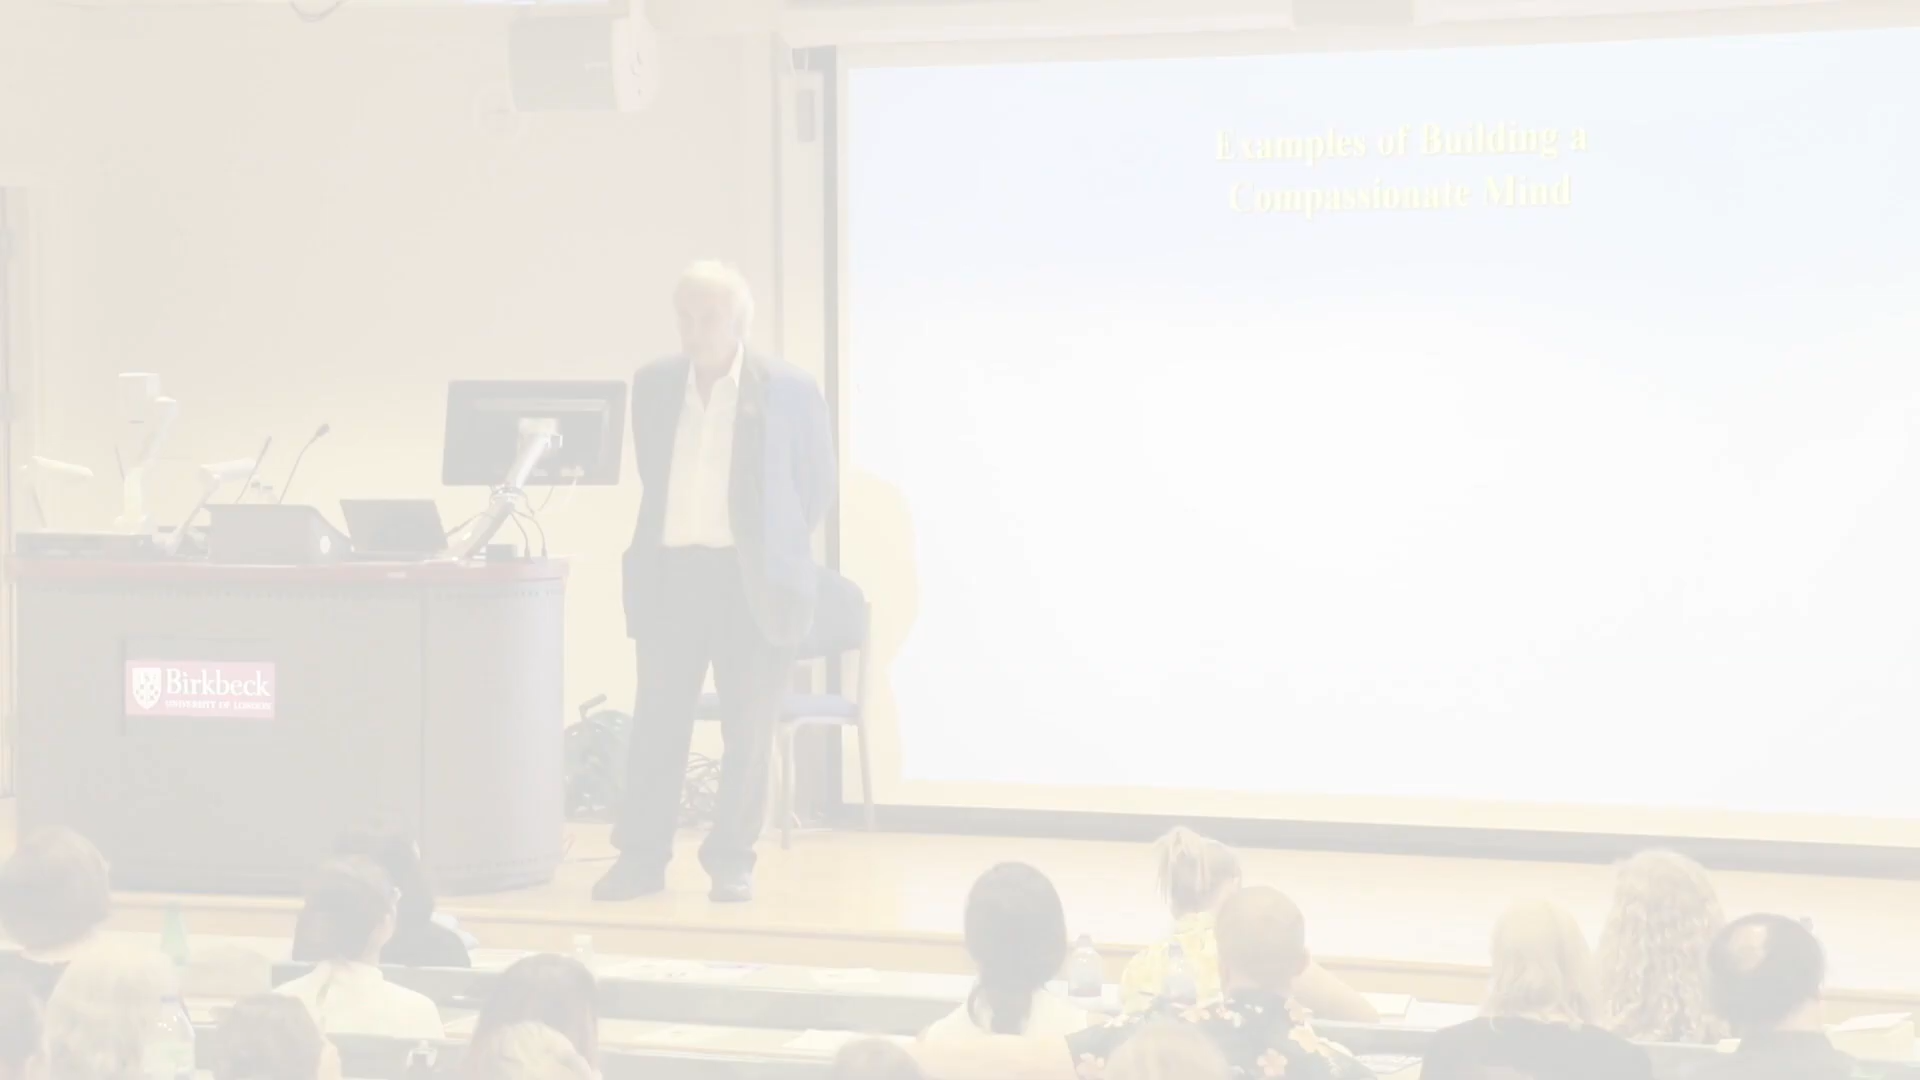 Examples of Building a
Compassionate Mind
Birkbeck
UNIVERSITY OF LONDON